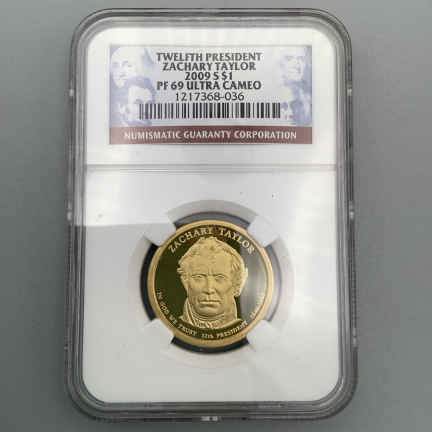 TWELFTH PRESIDENT
ZACHARY TAYLOR
2009 S $1
PF 69 ULTRA CAMEO
1217368-036
NUMISMATIC GUARANTY CORPORATION
ZACHARY TAYLOR
IN GOD WE TRUST 12th PRESIDENT